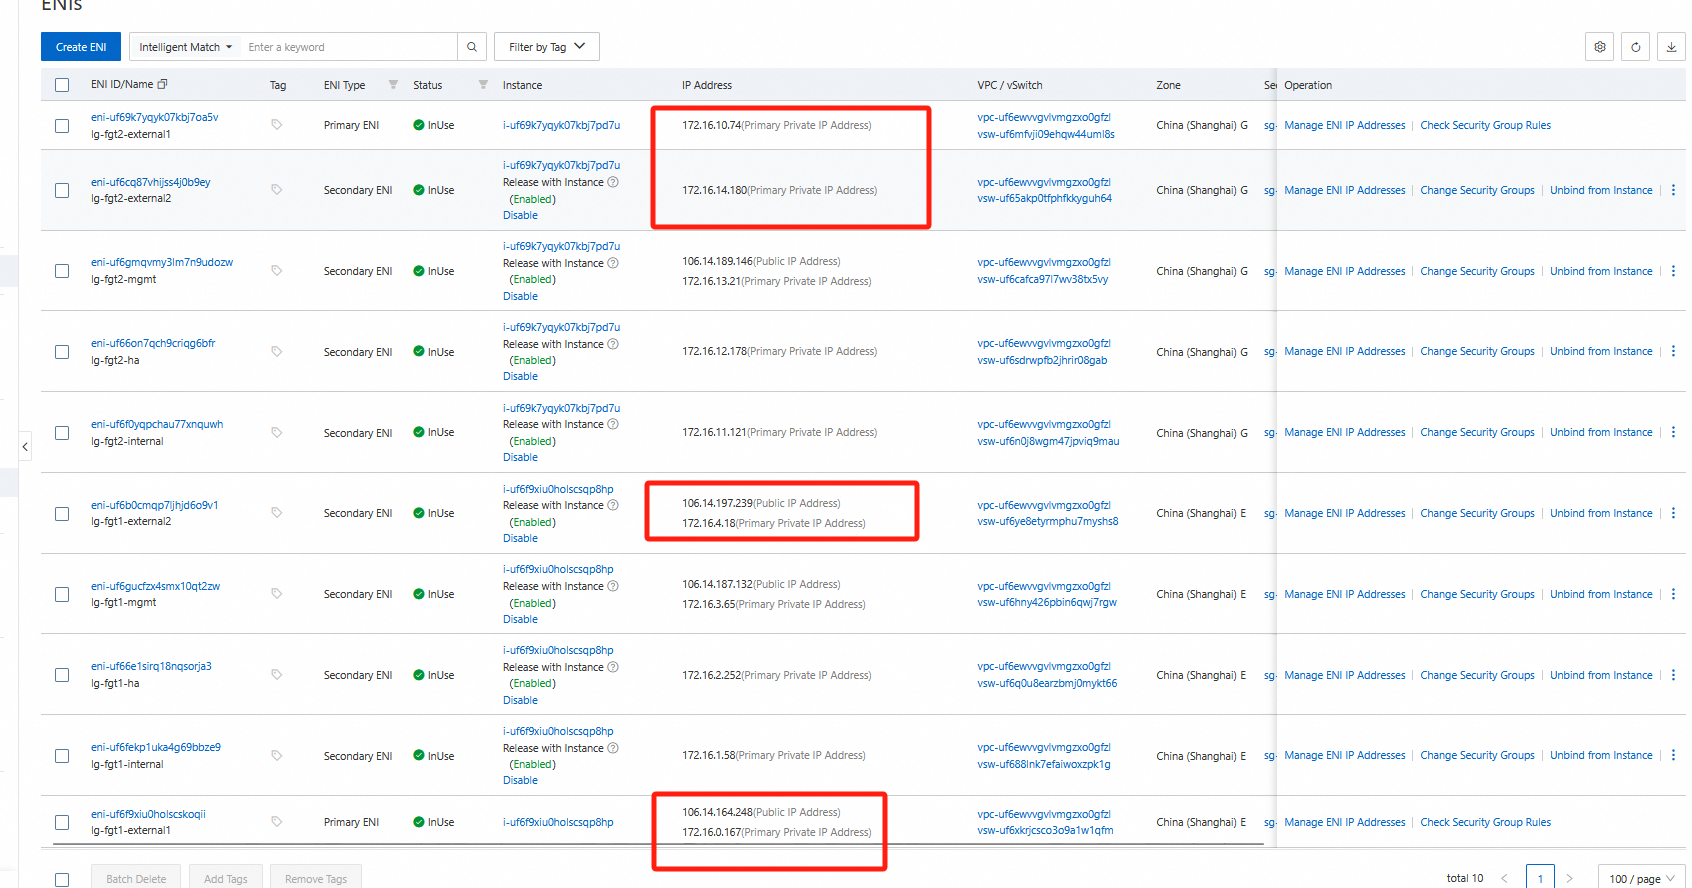 ENIs
Create ENI Intelligent Match Enter a keyword Filter by Tag
ENI ID/Name Tag ENI Type Status Instance IP Address VPC / vSwitch Zone Sec Operation
eni-uf69k7yqyk07kbj7oa5v
lg-fgt2-external1
Primary ENI InUse i-uf69k7yqyk07kbj7pd7u 172.16.10.74(Primary Private IP Address)
vpc-uf6ewvvgvlvmgzxo0gfzl
vsw-uf6mfvji09ehqw44uml8s
China (Shanghai) G sg- Manage ENI IP Addresses Check Security Group Rules
eni-uf6cq87vhijss4j0b9ey
lg-fgt2-external2
Secondary ENI InUse
i-uf69k7yqyk07kbj7pd7u
Release with Instance
(Enabled)
Disable
172.16.14.180(Primary Private IP Address)
vpc-uf6ewvvgvlvmgzxo0gfzl
vsw-uf65akp0tfphfkkyguh64
China (Shanghai) G sg- Manage ENI IP Addresses Change Security Groups Unbind from Instance
eni-uf6gmqvmy3lm7n9udozw
lg-fgt2-mgmt
Secondary ENI InUse
i-uf69k7yqyk07kbj7pd7u
Release with Instance
(Enabled)
Disable
106.14.189.146(Public IP Address)
172.16.13.21(Primary Private IP Address)
vpc-uf6ewvvgvlvmgzxo0gfzl
vsw-uf6cafca97l7wv38tx5vy
China (Shanghai) G sg- Manage ENI IP Addresses Change Security Groups Unbind from Instance
eni-uf66on7qch9criqg6bfr
lg-fgt2-ha
Secondary ENI InUse
i-uf69k7yqyk07kbj7pd7u
Release with Instance
(Enabled)
Disable
172.16.12.178(Primary Private IP Address)
vpc-uf6ewvvgvlvmgzxo0gfzl
vsw-uf6sdrwpfb2jhrir08gab
China (Shanghai) G sg- Manage ENI IP Addresses Change Security Groups Unbind from Instance
eni-uf6f0yqpchau77xnquwh
lg-fgt2-internal
Secondary ENI InUse
i-uf69k7yqyk07kbj7pd7u
Release with Instance
(Enabled)
Disable
172.16.11.121(Primary Private IP Address)
vpc-uf6ewvvgvlvmgzxo0gfzl
vsw-uf6n0j8wgm47jpviq9mau
China (Shanghai) G sg- Manage ENI IP Addresses Change Security Groups Unbind from Instance
eni-uf6b0cmqp7ljhjd6o9v1
lg-fgt1-external2
Secondary ENI InUse
i-uf6f9xiu0holscsqp8hp
Release with Instance
(Enabled)
Disable
106.14.197.239(Public IP Address)
172.16.4.18(Primary Private IP Address)
vpc-uf6ewvvgvlvmgzxo0gfzl
vsw-uf6ye8etyrmphu7myshs8
China (Shanghai) E sg- Manage ENI IP Addresses Change Security Groups Unbind from Instance
eni-uf6gucfzx4smx10qt2zw
lg-fgt1-mgmt
Secondary ENI InUse
i-uf6f9xiu0holscsqp8hp
Release with Instance
(Enabled)
Disable
106.14.187.132(Public IP Address)
172.16.3.65(Primary Private IP Address)
vpc-uf6ewvvgvlvmgzxo0gfzl
vsw-uf6hny426pbin6qwj7rgw
China (Shanghai) E sg- Manage ENI IP Addresses Change Security Groups Unbind from Instance
eni-uf66e1sirq18nqsorja3
lg-fgt1-ha
Secondary ENI InUse
i-uf6f9xiu0holscsqp8hp
Release with Instance
(Enabled)
Disable
172.16.2.252(Primary Private IP Address)
vpc-uf6ewvvgvlvmgzxo0gfzl
vsw-uf6q0u8earzbmj0mykt66
China (Shanghai) E sg- Manage ENI IP Addresses Change Security Groups Unbind from Instance
eni-uf6fekp1uka4g69bbze9
lg-fgt1-internal
Secondary ENI InUse
i-uf6f9xiu0holscsqp8hp
Release with Instance
(Enabled)
Disable
172.16.1.58(Primary Private IP Address)
vpc-uf6ewvvgvlvmgzxo0gfzl
vsw-uf688lnk7efaiwoxzpk1g
China (Shanghai) E sg- Manage ENI IP Addresses Change Security Groups Unbind from Instance
eni-uf6f9xiu0holscskoqii
lg-fgt1-external1
Primary ENI InUse i-uf6f9xiu0holscsqp8hp
106.14.164.248(Public IP Address)
172.16.0.167(Primary Private IP Address)
vpc-uf6ewvvgvlvmgzxo0gfzl
vsw-uf6xkrjcsco3o9a1w1qfm
China (Shanghai) E sg- Manage ENI IP Addresses Check Security Group Rules
Batch Delete Add Tags Remove Tags total 10 1 100 / page